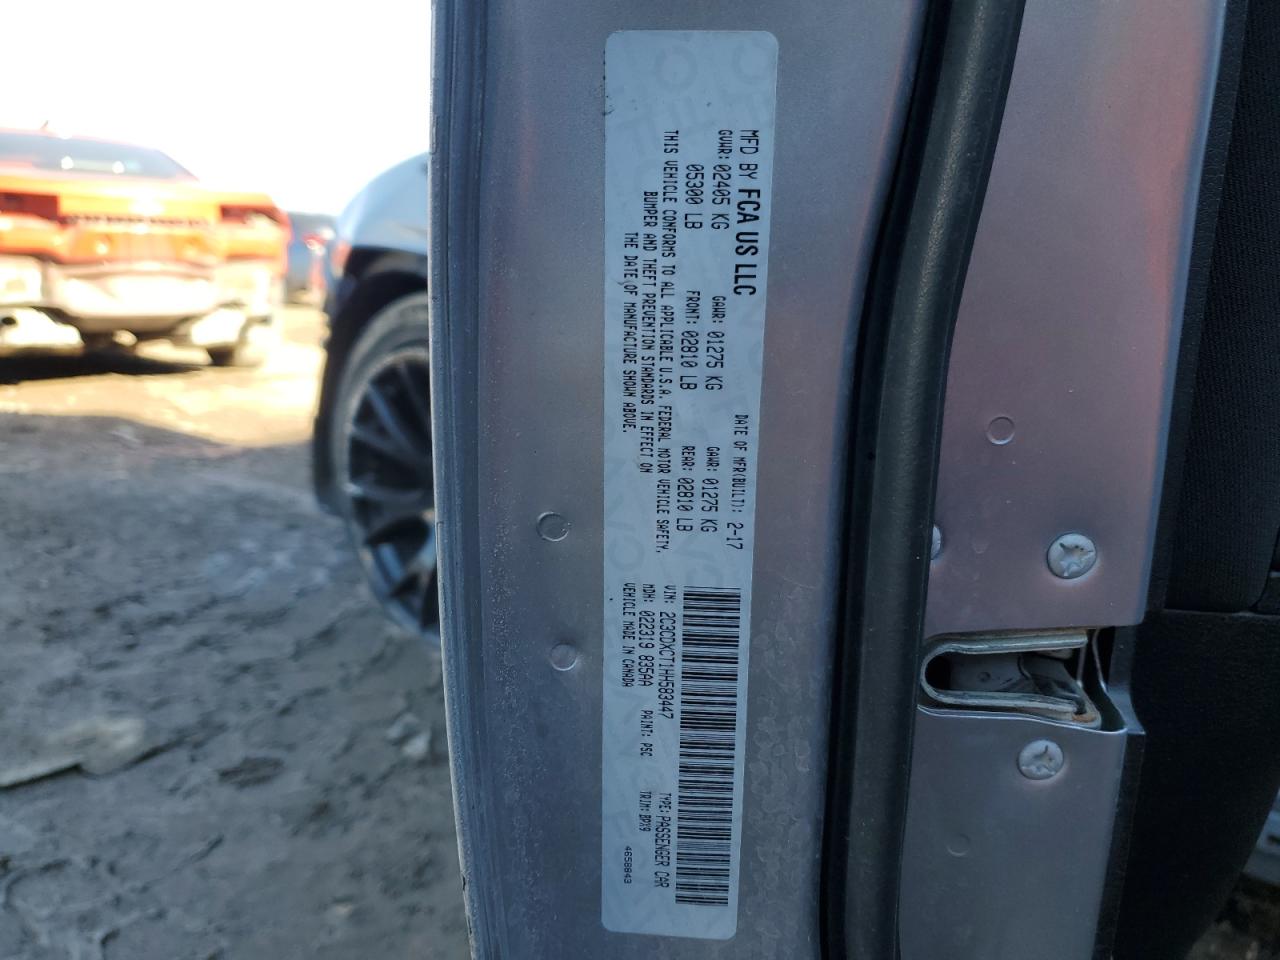 MFD BY FCA US LLC
DATE OF MFR(BUILT): 2-17
GVWR: 02405 KG
05300 LB
GAWR: 01275 KG
FRONT: 02810 LB
GAWR: 01275 KG
REAR: 02810 LB
THIS VEHICLE CONFORMS TO ALL APPLICABLE U.S.A. FEDERAL MOTOR VEHICLE SAFETY,
BUMPER AND THEFT PREVENTION STANDARDS IN EFFECT ON
THE DATE OF MANUFACTURE SHOWN ABOVE.
VIN: 2C3CDXCT1HH583447
TYPE: PASSENGER CAR
MDH: 022319 835AA
PAINT: PSC
TRIM: BPX9
VEHICLE MADE IN CANADA
4658843